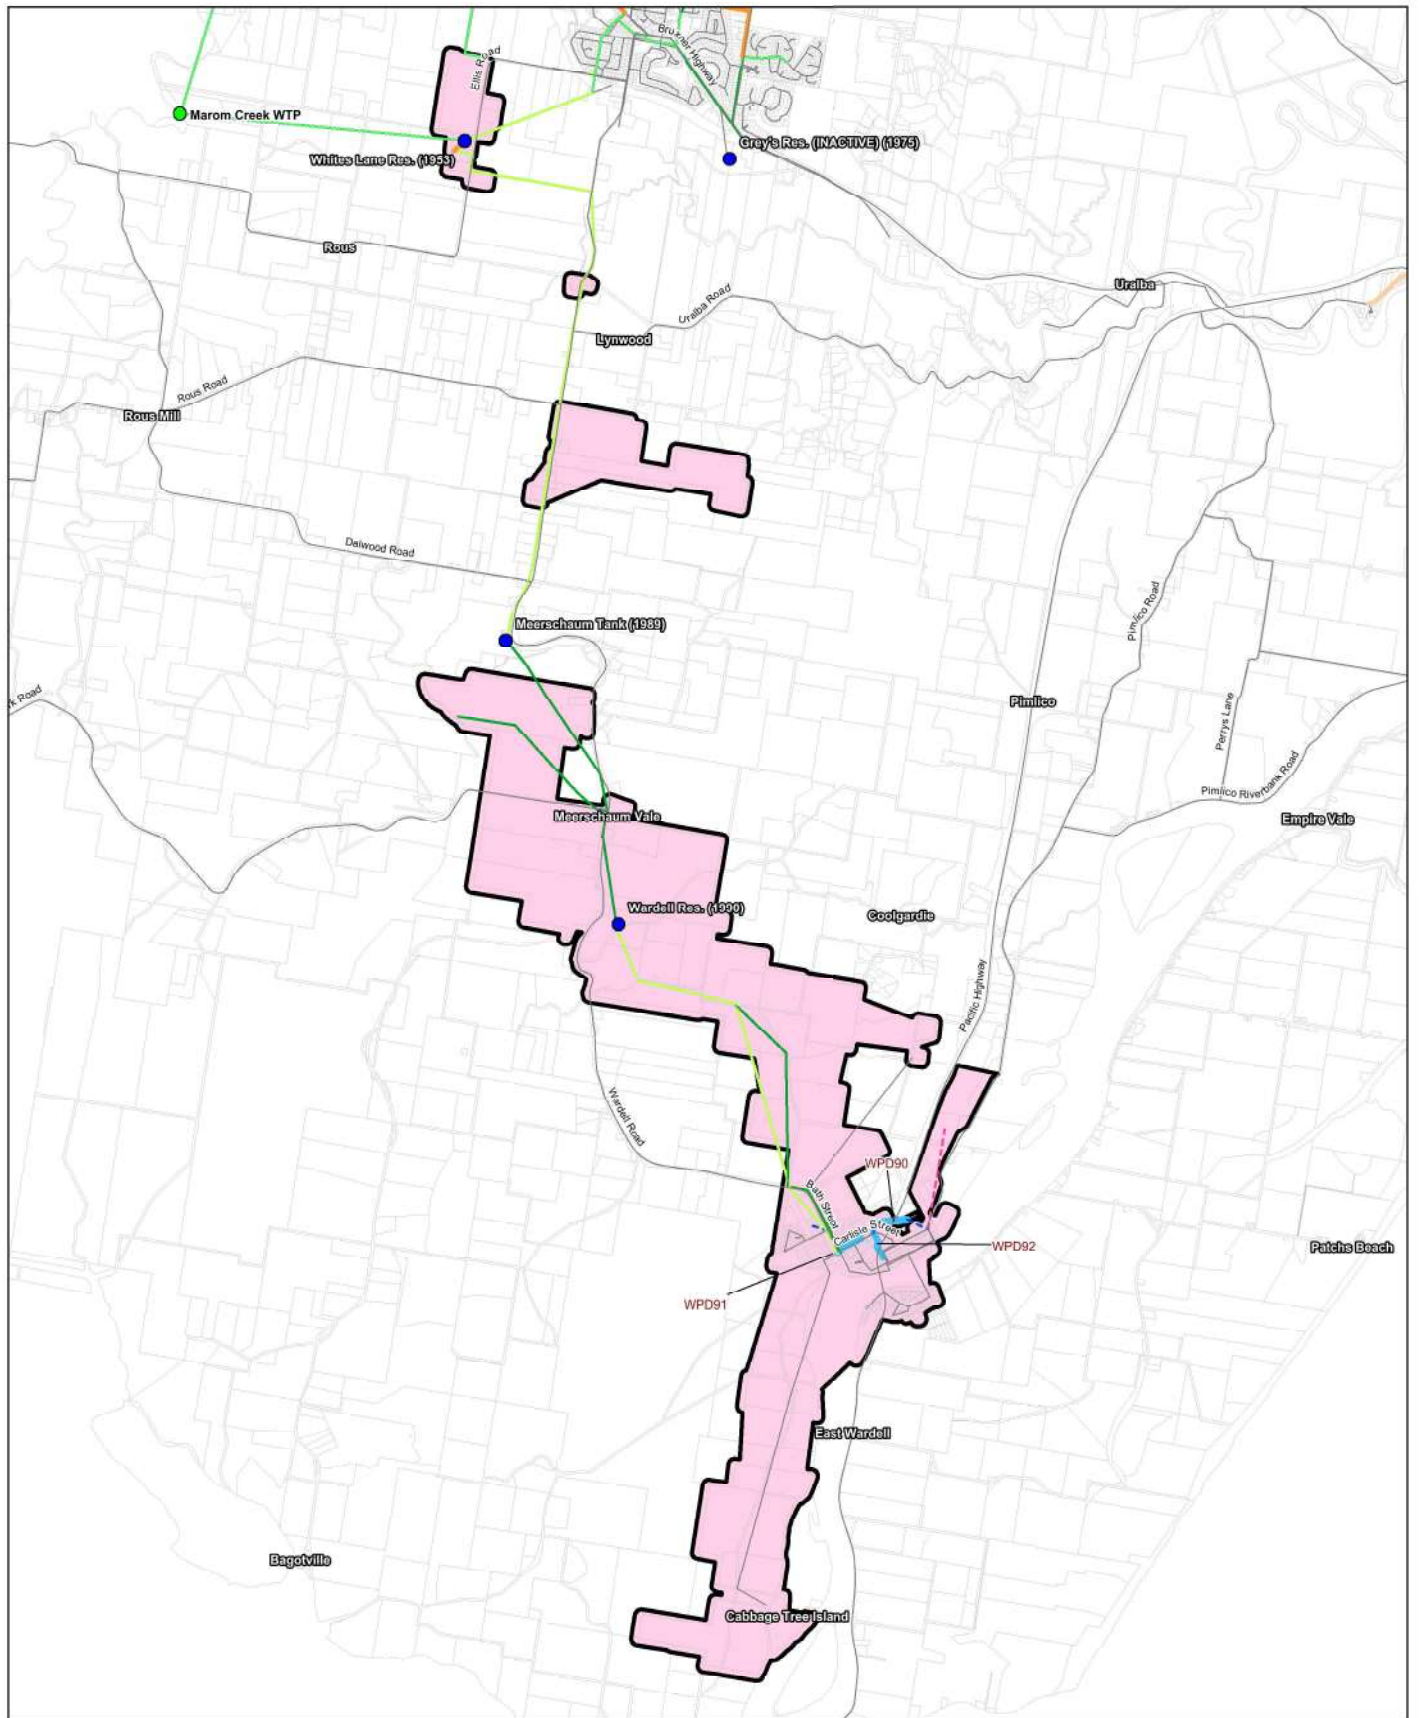 Bruxner Highway
Ellis Road
Marom Creek WTP
Whites Lane Res. (1953)
Grey's Res. (INACTIVE) (1975)
Rous
Uralba
Uralba Road
Lynwood
Rous Road
Rous Mill
Dalwood Road
Meerschaum Tank (1989)
Pimlico Road
rk Road
Pimlico
Perrys Lane
Pimlico Riverbank Road
Meerschaum Vale
Empire Vale
Wardell Res. (1990)
Coolgardie
Pacific Highway
Wardell Road
WPD90
Bath Street
Carlisle Street
WPD92
Patchs Beach
WPD91
East Wardell
Bagotville
Cabbage Tree Island